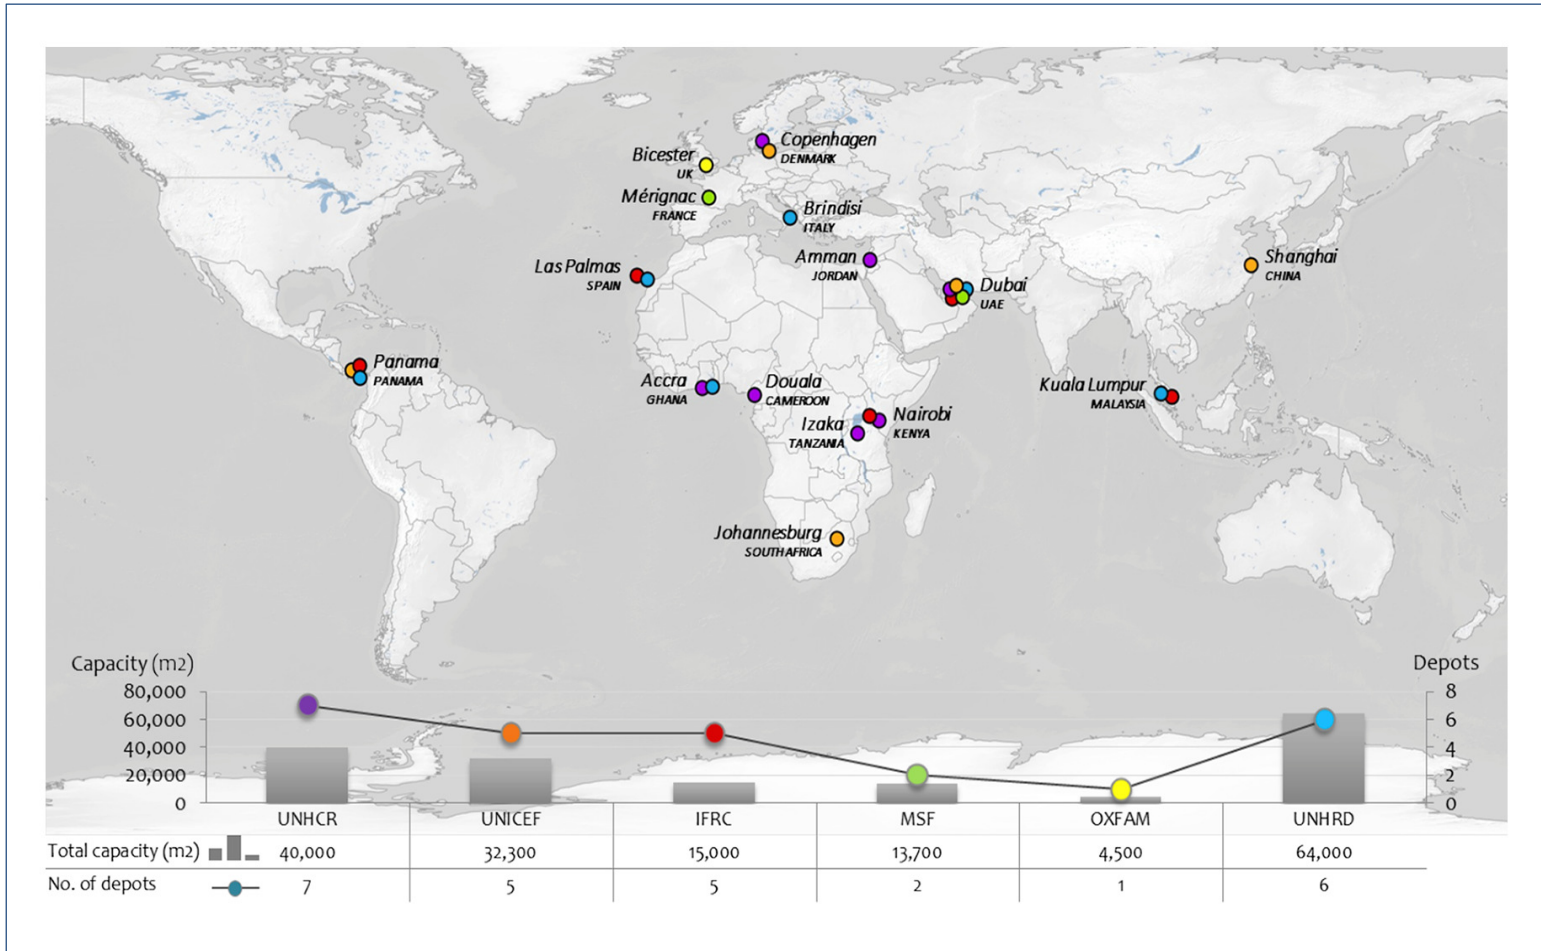 Copenhagen
DENMARK
Bicester
UK
Mérignac
FRANCE
Brindisi
ITALY
Amman
JORDAN
Shanghai
CHINA
Las Palmas
SPAIN
Dubai
UAE
Panama
PANAMA
Accra
GHANA
Douala
CAMEROON
Kuala Lumpur
MALAYSIA
Nairobi
KENYA
Izaka
TANZANIA
Johannesburg
SOUTH AFRICA
Capacity (m2)
Depots
80,000
60,000
40,000
20,000
0
8
6
4
2
0
UNHCR UNICEF IFRC MSF OXFAM UNHRD
Total capacity (m2) 40,000 32,300 15,000 13,700 4,500 64,000
No. of depots 7 5 5 2 1 6